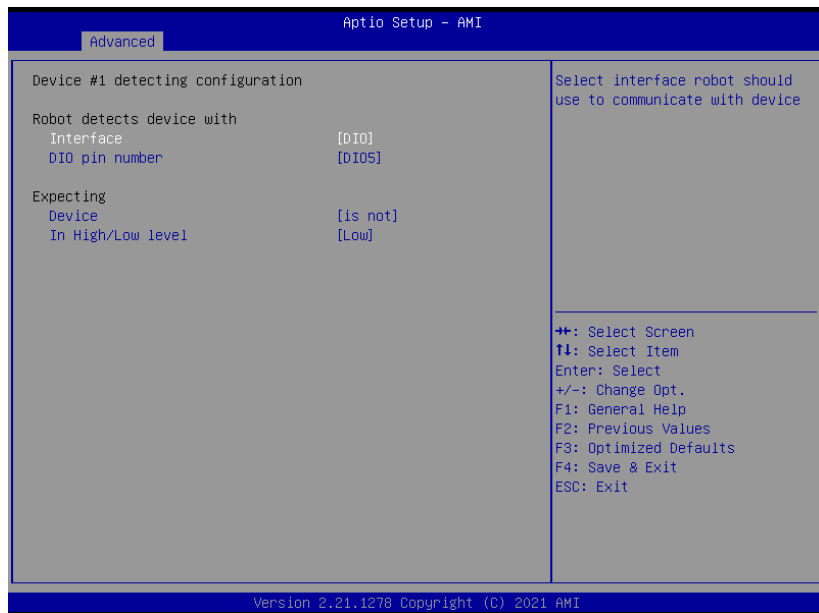 Aptio Setup – AMI
Advanced
Device #1 detecting configuration
Robot detects device with
Interface [DIO]
DIO pin number [DIO5]
Expecting
Device [is not]
In High/Low level [Low]
Select interface robot should
use to communicate with device
→←: Select Screen
↑↓: Select Item
Enter: Select
+/-: Change Opt.
F1: General Help
F2: Previous Values
F3: Optimized Defaults
F4: Save & Exit
ESC: Exit
Version 2.21.1278 Copyright (C) 2021 AMI